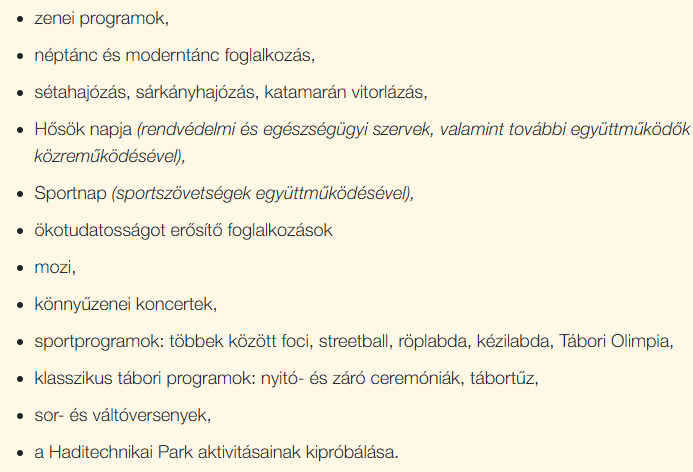 • zenei programok,
• néptánc és moderntánc foglalkozás,
• sétahajózás, sárkányhajózás, katamarán vitorlázás,
• Hősök napja (rendvédelmi és egészségügyi szervek, valamint további együttműködők
közreműködésével),
• Sportnap (sportszövetségek együttműködésével),
• ökotudatosságot erősítő foglalkozások
• mozi,
• könnyűzenei koncertek,
• sportprogramok: többek között foci, streetball, röplabda, kézilabda, Tábori Olimpia,
• klasszikus tábori programok: nyitó- és záró ceremóniák, tábortűz,
• sor- és váltóversenyek,
• a Haditechnikai Park aktivitásainak kipróbálása.